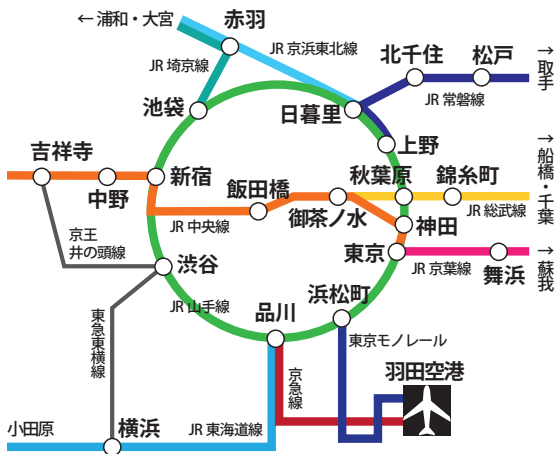 ← 浦和・大宮
赤羽
JR 京浜東北線
北千住
松戸
→取手
JR 埼京線
JR 常磐線
池袋
日暮里
上野
吉祥寺
中野
新宿
飯田橋
秋葉原
錦糸町
→船橋・千葉
御茶ノ水
JR 総武線
JR 中央線
神田
京王
井の頭線
東京
渋谷
JR 京葉線
舞浜
→蘇我
JR 山手線
浜松町
品川
東急東横線
東京モノレール
京急線
羽田空港
小田原
横浜
JR 東海道線